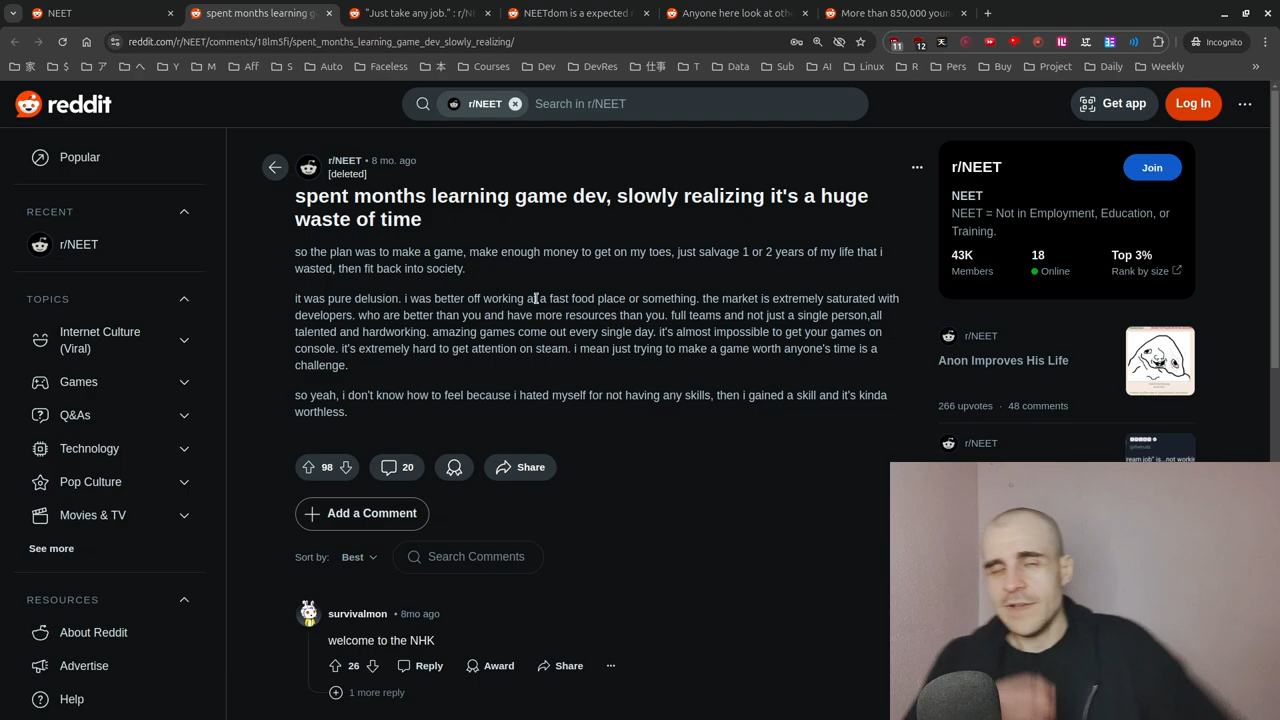 NEET
spent months learning g
"Just take any job." : r/NE
NEETdom is a expected r
Anyone here look at oth
More than 850,000 youn
reddit.com/r/NEET/comments/18lm5fi/spent_months_learning_game_dev_slowly_realizing/
11
12
Incognito
家
$
ア
へ
Y
M
Aff
S
Auto
Faceless
本
Courses
Dev
DevRes
仕事
T
Data
Sub
AI
Linux
R
Pers
Buy
Project
Daily
Weekly
reddit
r/NEET
Search in r/NEET
Get app
Log In
Popular
RECENT
r/NEET
TOPICS
Internet Culture
(Viral)
Games
Q&As
Technology
Pop Culture
Movies & TV
See more
RESOURCES
About Reddit
Advertise
Help
r/NEET • 8 mo. ago
[deleted]
spent months learning game dev, slowly realizing it's a huge
waste of time
so the plan was to make a game, make enough money to get on my toes, just salvage 1 or 2 years of my life that i
wasted, then fit back into society.
it was pure delusion. i was better off working at a fast food place or something. the market is extremely saturated with
developers. who are better than you and have more resources than you. full teams and not just a single person,all
talented and hardworking. amazing games come out every single day. it's almost impossible to get your games on
console. it's extremely hard to get attention on steam. i mean just trying to make a game worth anyone's time is a
challenge.
so yeah, i don't know how to feel because i hated myself for not having any skills, then i gained a skill and it's kinda
worthless.
98
20
Share
Add a Comment
Sort by:
Best
Search Comments
survivalmon • 8mo ago
welcome to the NHK
26
Reply
Award
Share
1 more reply
r/NEET
Join
NEET
NEET = Not in Employment, Education, or
Training.
43K
18
Top 3%
Members
Online
Rank by size
r/NEET
Anon Improves His Life
266 upvotes • 48 comments
r/NEET
ream job" is...not workin